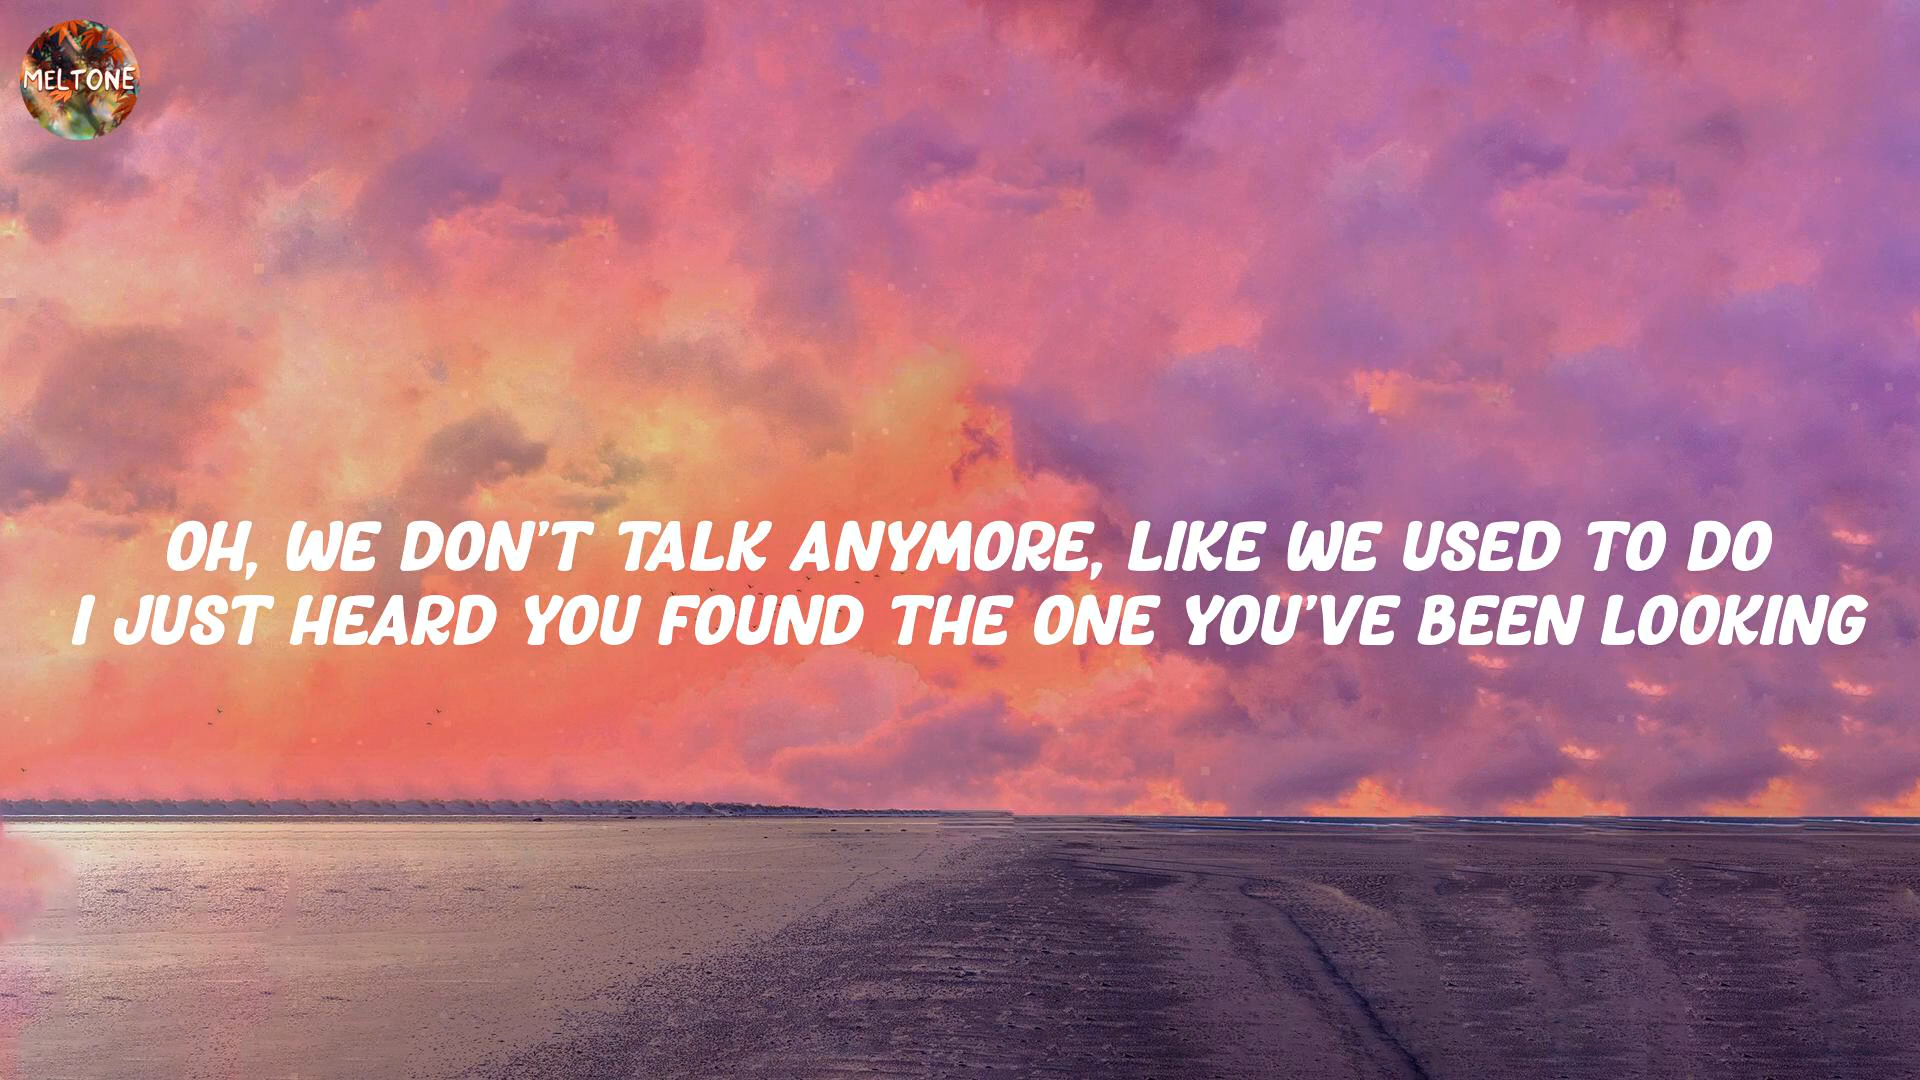 MELTONE
OH, WE DON'T TALK ANYMORE, LIKE WE USED TO DO
I JUST HEARD YOU FOUND THE ONE YOU'VE BEEN LOOKING